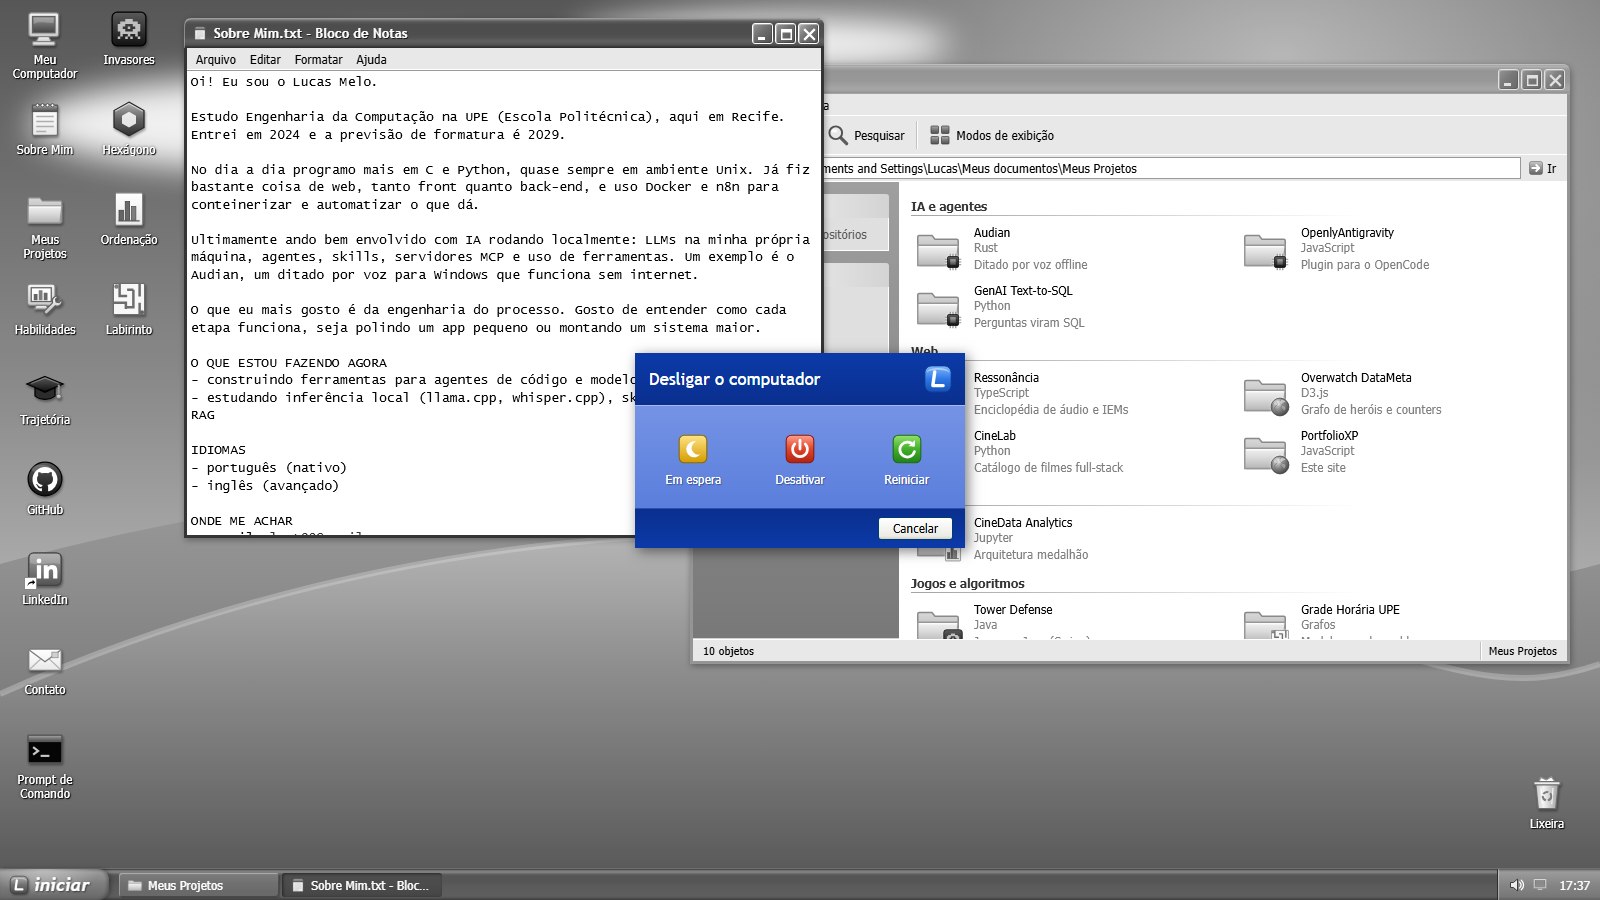 Meu
Computador
Invasores
Sobre Mim
Hexágono
Meus
Projetos
Ordenação
Habilidades
Labirinto
Trajetória
GitHub
LinkedIn
Contato
Prompt de
Comando
Sobre Mim.txt - Bloco de Notas
Arquivo Editar Formatar Ajuda
Oi! Eu sou o Lucas Melo.
Estudo Engenharia da Computação na UPE (Escola Politécnica), aqui em Recife.
Entrei em 2024 e a previsão de formatura é 2029.
No dia a dia programo mais em C e Python, quase sempre em ambiente Unix. Já fiz
bastante coisa de web, tanto front quanto back-end, e uso Docker e n8n para
conteinerizar e automatizar o que dá.
Ultimamente ando bem envolvido com IA rodando localmente: LLMs na minha própria
máquina, agentes, skills, servidores MCP e uso de ferramentas. Um exemplo é o
Audian, um ditado por voz para Windows que funciona sem internet.
O que eu mais gosto é da engenharia do processo. Gosto de entender como cada
etapa funciona, seja polindo um app pequeno ou montando um sistema maior.
O QUE ESTOU FAZENDO AGORA
- construindo ferramentas para agentes de código e
- estudando inferência local (llama.cpp, whisper.cpp),
RAG
IDIOMAS
- português (nativo)
- inglês (avançado)
ONDE ME ACHAR
Pesquisar Modos de exibição
and Settings\Lucas\Meus documentos\Meus Projetos
Ir
IA e agentes
Audian
Rust
Ditado por voz offline
OpenlyAntigravity
JavaScript
Plugin para o OpenCode
GenAI Text-to-SQL
Python
Perguntas viram SQL
Web
Ressonância
TypeScript
Enciclopédia de áudio e IEMs
Overwatch DataMeta
D3.js
Grafo de heróis e counters
CineLab
Python
Catálogo de filmes full-stack
PortfolioXP
JavaScript
Este site
CineData Analytics
Jupyter
Arquitetura medalhão
Jogos e algoritmos
Tower Defense
Java
Grade Horária UPE
Grafos
10 objetos
Meus Projetos
Desligar o computador
L
Em espera
Desativar
Reiniciar
Cancelar
Lixeira
L iniciar
Meus Projetos
Sobre Mim.txt - Bloc...
17:37